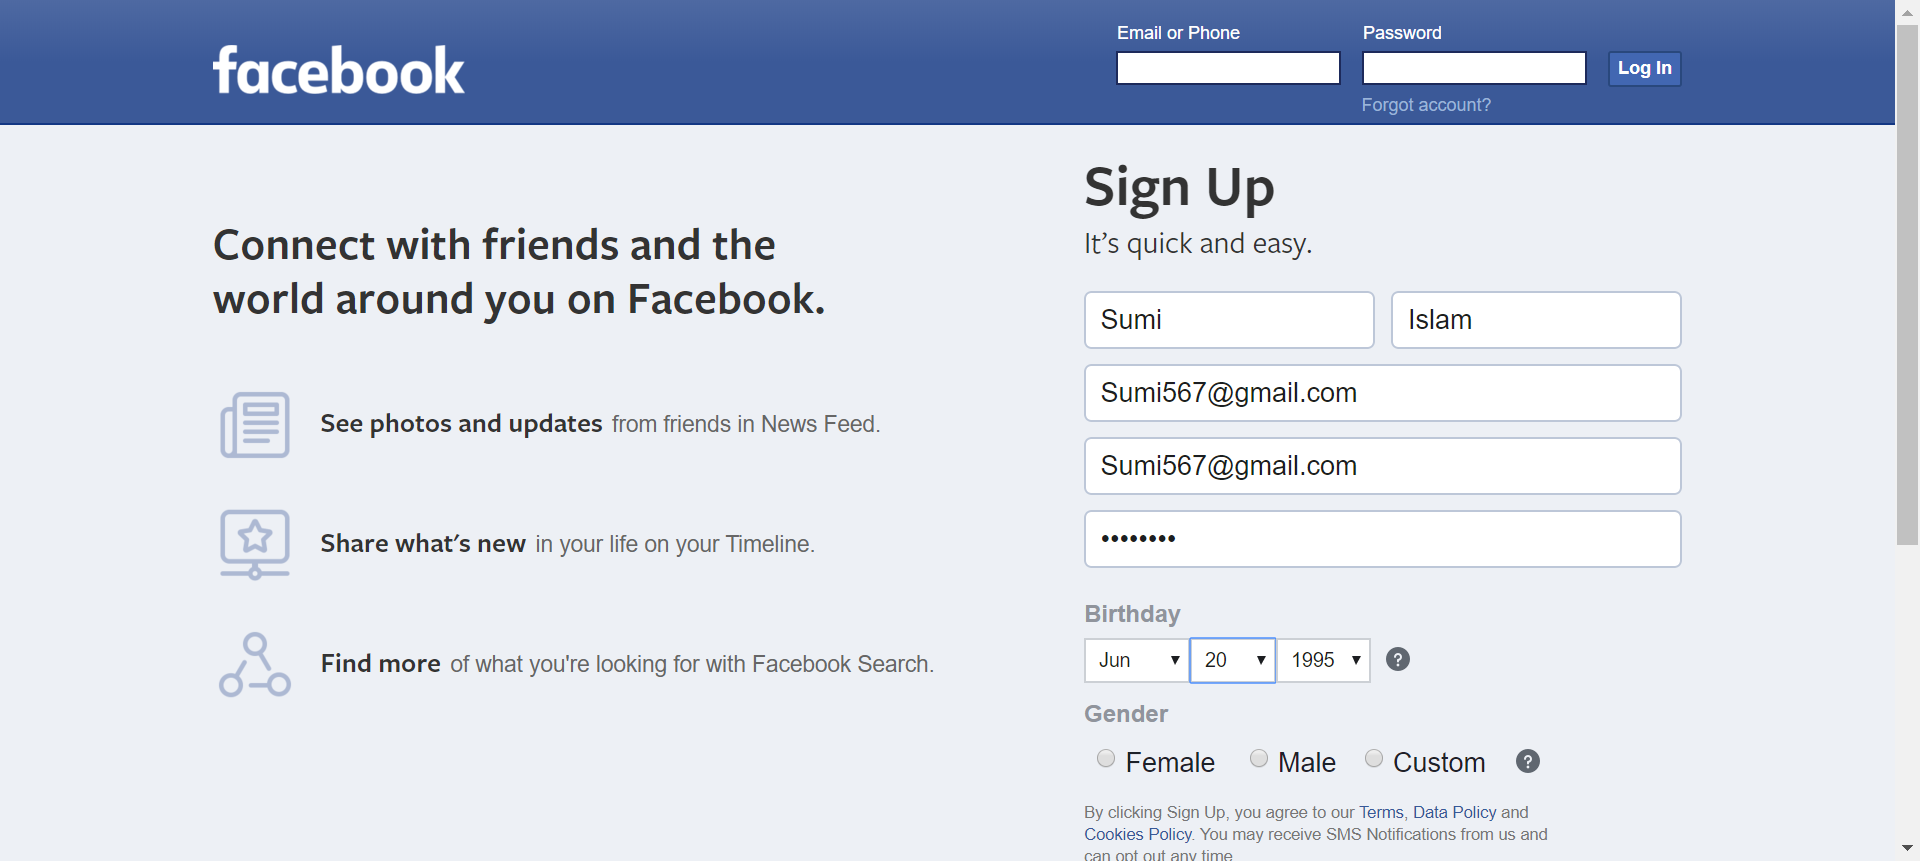 facebook
Email or Phone
Password
Log In
Forgot account?
Connect with friends and the
world around you on Facebook.
See photos and updates from friends in News Feed.
Share what's new in your life on your Timeline.
Find more of what you're looking for with Facebook Search.
Sign Up
It's quick and easy.
Sumi
Islam
Sumi567@gmail.com
Sumi567@gmail.com
••••••••
Birthday
Jun
20
1995
?
Gender
Female
Male
Custom
?
By clicking Sign Up, you agree to our Terms, Data Policy and
Cookies Policy. You may receive SMS Notifications from us and
can opt out any time